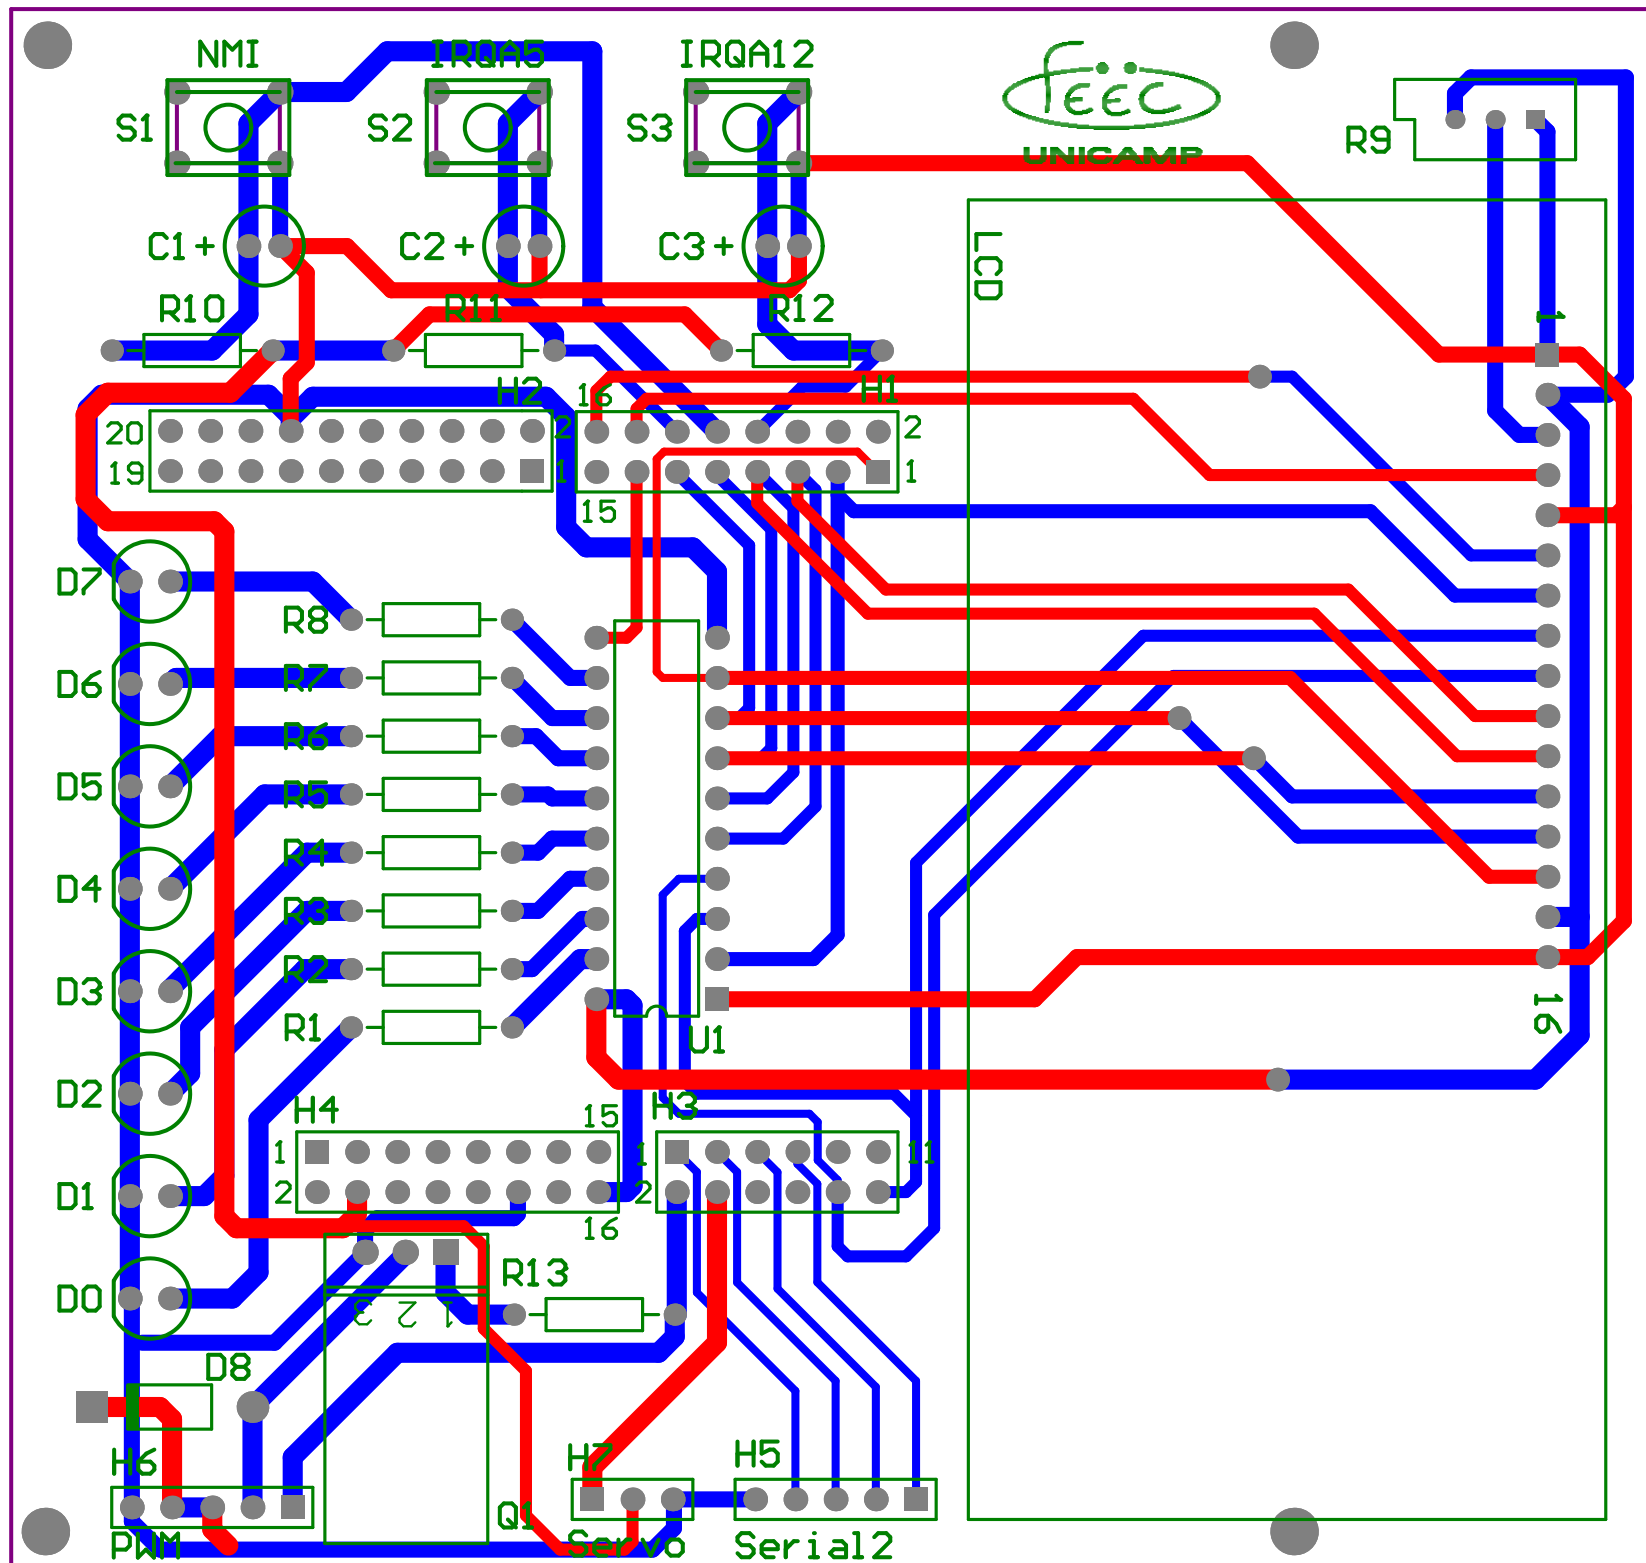 NMI IRQA5 IRQA12
feec
UNICAMP
S1 S2 S3 R9
C1 + C2 + C3 + LCD
R10 R11 R12 1
H2 16 H1
20 2 2
19 1 1
15
D7
R8
D6 R7
R6
D5 R5
D4 R4
R3
D3 R2
16
R1 U1
D2
H4 15 H3
1 1 11
2 2
D1
16
R13
D0 3 2 1
D8
H6 H7 H5
Q1
PWM Servo Serial2